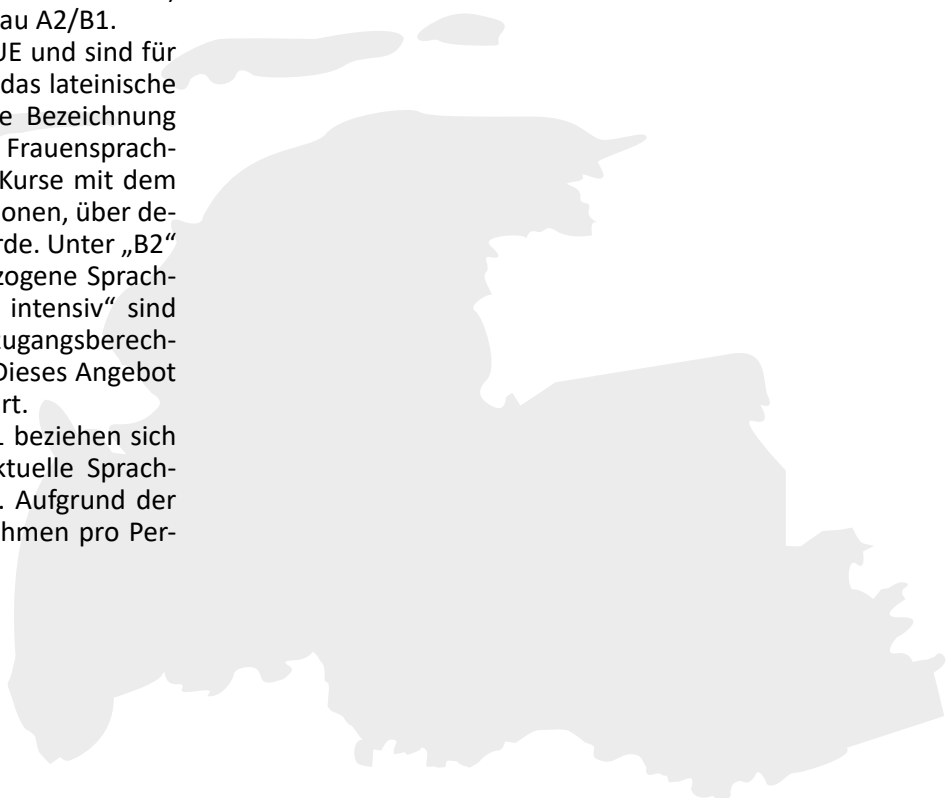 au A2/B1.
UE und sind für
das lateinische
e Bezeichnung
Frauensprach-
Kurse mit dem
onen, über de-
rde. Unter „B2“
zogene Sprach-
intensiv“ sind
ugangsberech-
Dieses Angebot
rt.
beziehen sich
ktuelle Sprach-
. Aufgrund der
hmen pro Per-